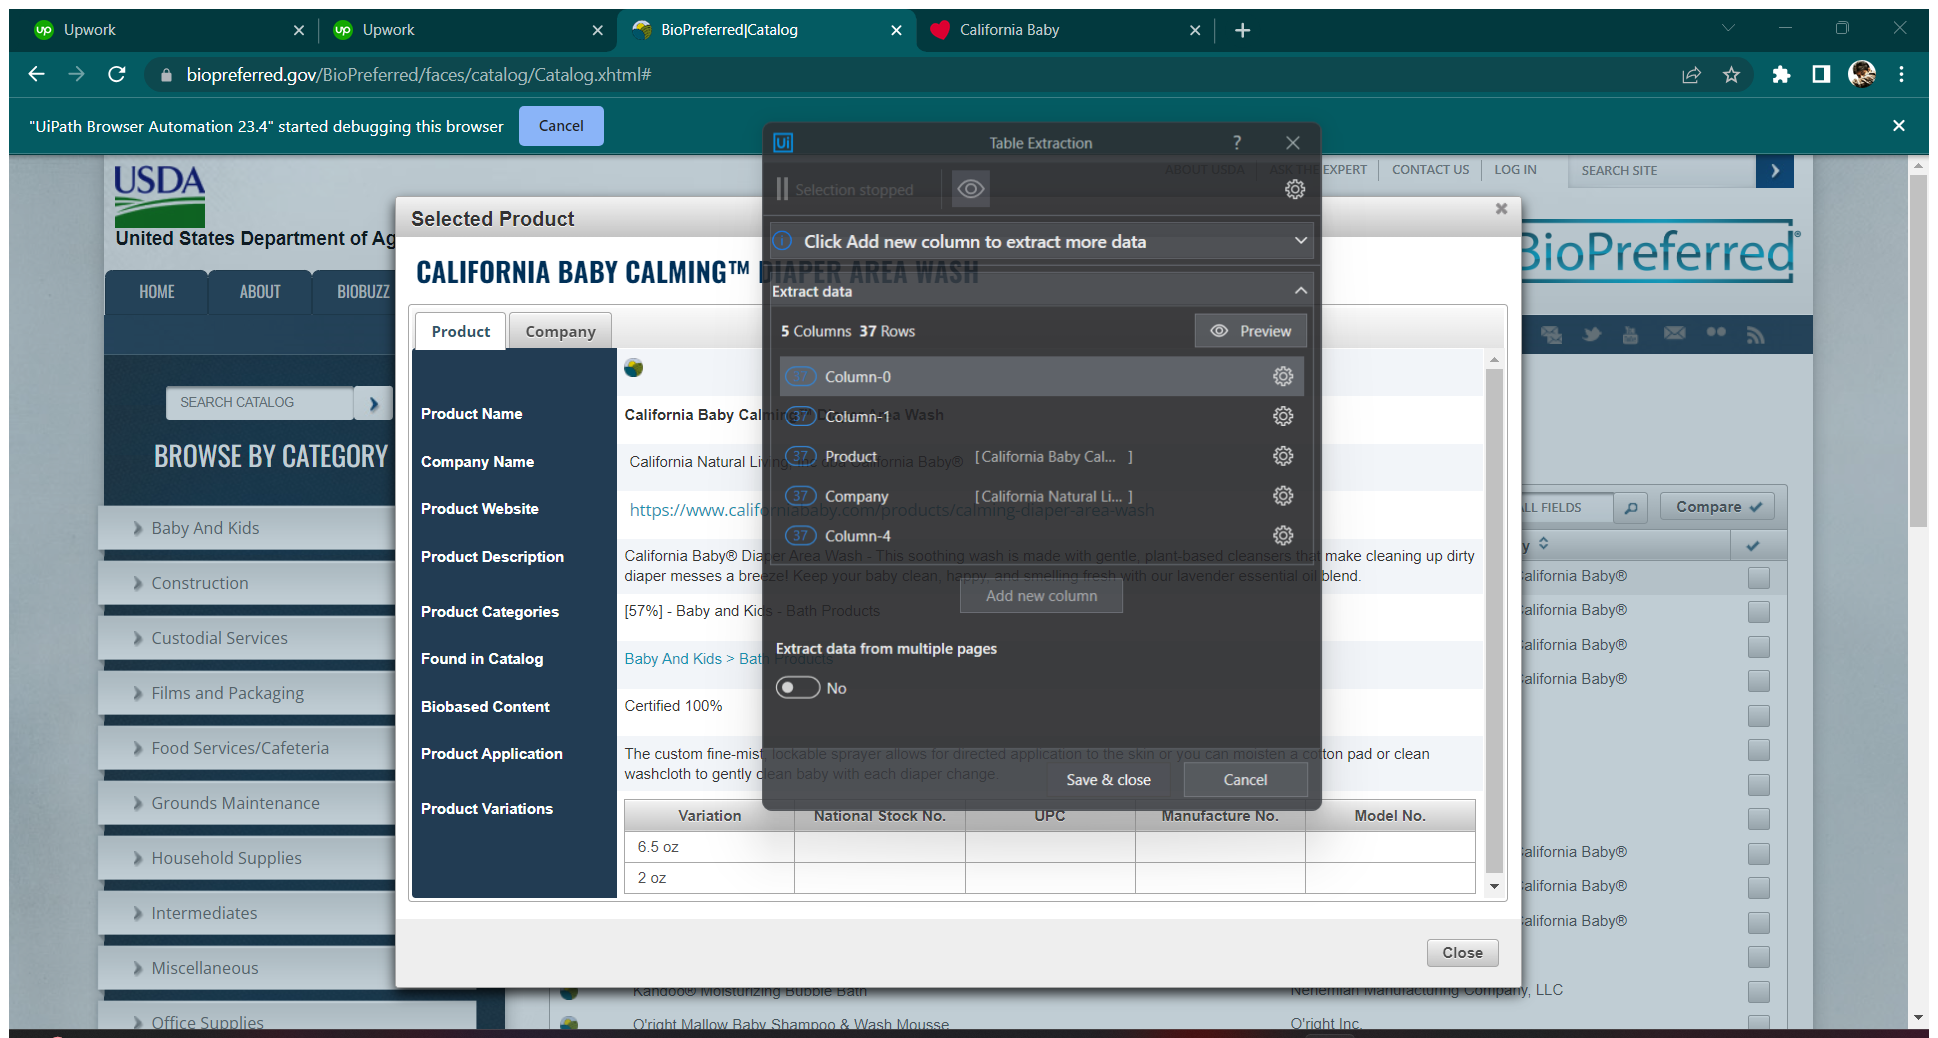 Upwork
Upwork
BioPreferred|Catalog
California Baby
biopreferred.gov/BioPreferred/faces/catalog/Catalog.xhtml#
"UiPath Browser Automation 23.4" started debugging this browser
Cancel
USDA
United States Department of Ag
ABOUT USDA
ASK THE EXPERT
CONTACT US
LOG IN
SEARCH SITE
BioPreferred®
HOME
ABOUT
BIOBUZZ
SEARCH CATALOG
BROWSE BY CATEGORY
Baby And Kids
Construction
Custodial Services
Films and Packaging
Food Services/Cafeteria
Grounds Maintenance
Household Supplies
Intermediates
Miscellaneous
Office Supplies
Selected Product
CALIFORNIA BABY CALMING™ DIAPER AREA WASH
Product
Company
Product Name
California Baby Calming Diaper Area Wash
Company Name
California Natural Living Inc dba California Baby®
Product Website
https://www.californiababy.com/products/calming-diaper-area-wash
Product Description
California Baby® Diaper Area Wash - This soothing wash is made with gentle, plant-based cleansers that make cleaning up dirty
diaper messes a breeze! Keep your baby clean, happy, and smelling fresh with our lavender essential oil blend.
Product Categories
[57%] - Baby and Kids - Bath Products
Found in Catalog
Baby And Kids > Bath Products
Biobased Content
Certified 100%
Product Application
The custom fine-mist, lockable sprayer allows for directed application to the skin or you can moisten a cotton pad or clean
washcloth to gently clean baby with each diaper change.
Product Variations
Variation
National Stock No.
UPC
Manufacture No.
Model No.
6.5 oz
2 oz
Close
Ui
Table Extraction
?
Selection stopped
Click Add new column to extract more data
Extract data
5 Columns 37 Rows
Preview
37 Column-0
37 Column-1
37 Product [California Baby Cal... ]
37 Company [California Natural Li... ]
37 Column-4
Add new column
Extract data from multiple pages
No
Save & close
Cancel
ALL FIELDS
Compare
y
California Baby®
California Baby®
California Baby®
California Baby®
California Baby®
California Baby®
California Baby®
Kandoo® Moisturizing Bubble Bath
Nehemiah Manufacturing Company, LLC
O'right Mallow Baby Shampoo & Wash Mousse
O'right Inc.